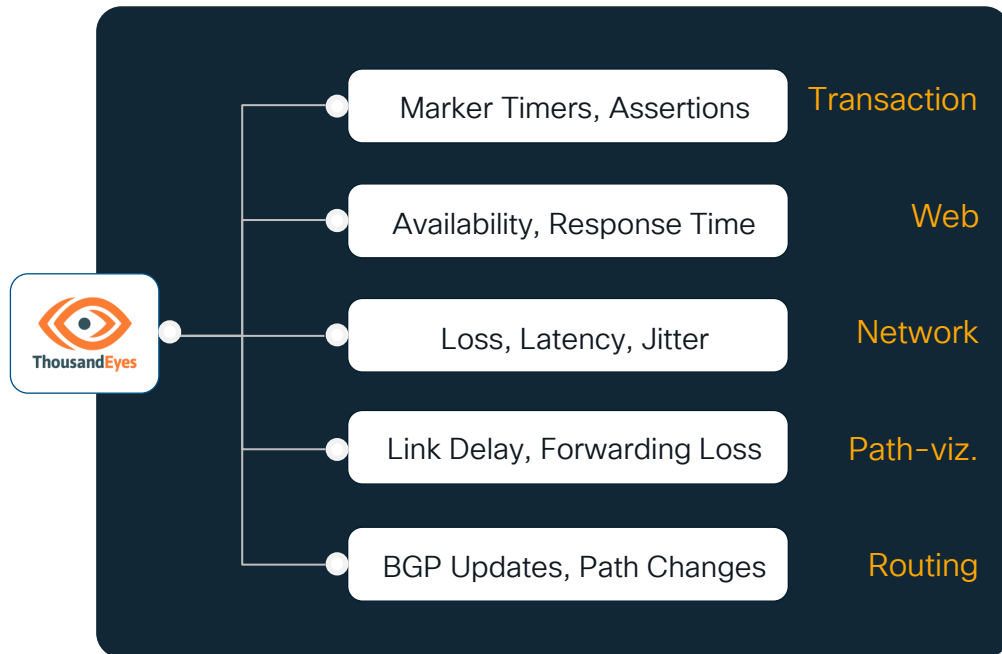 Marker Timers, Assertions
Transaction
Availability, Response Time
Web
ThousandEyes
Loss, Latency, Jitter
Network
Link Delay, Forwarding Loss
Path-viz.
BGP Updates, Path Changes
Routing